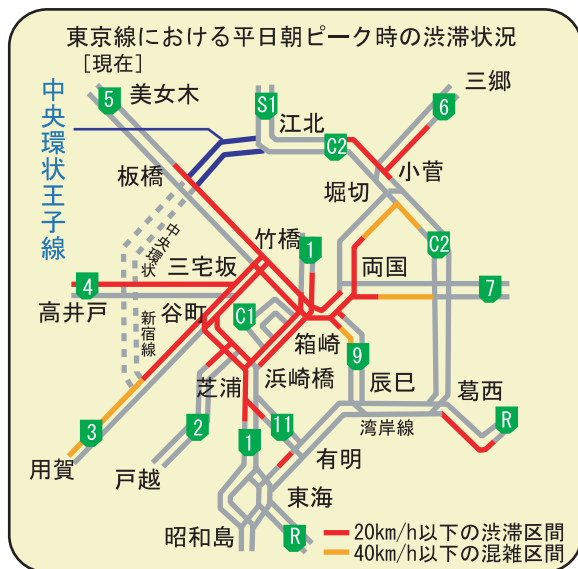 東京線における平日朝ピーク時の渋滞状況
[現在]
中央環状王子線
5
美女木
S1
江北
C2
三郷
6
小菅
堀切
板橋
中央環状
新宿線
竹橋
1
三宅坂
4
高井戸
谷町
C1
両国
C2
7
箱崎
9
芝浦
浜崎橋
辰巳
葛西
湾岸線
R
3
用賀
2
戸越
1
11
有明
東海
昭和島
R
20km/h以下の渋滞区間
40km/h以下の混雑区間